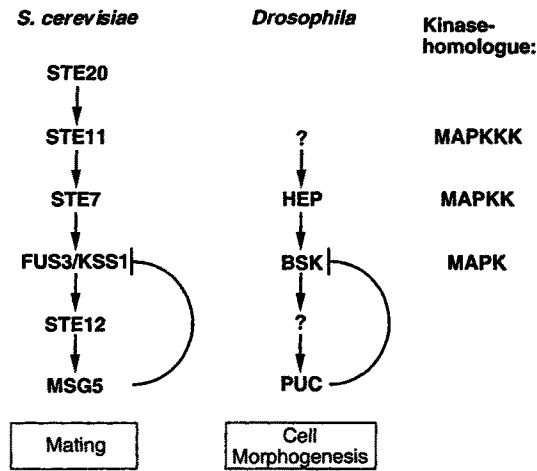 S. cerevisiae
Drosophila
Kinase-
homologue:
STE20
STE11
?
MAPKKK
STE7
HEP
MAPKK
FUS3/KSS1
BSK
MAPK
STE12
?
MSG5
PUC
Mating
Cell
Morphogenesis